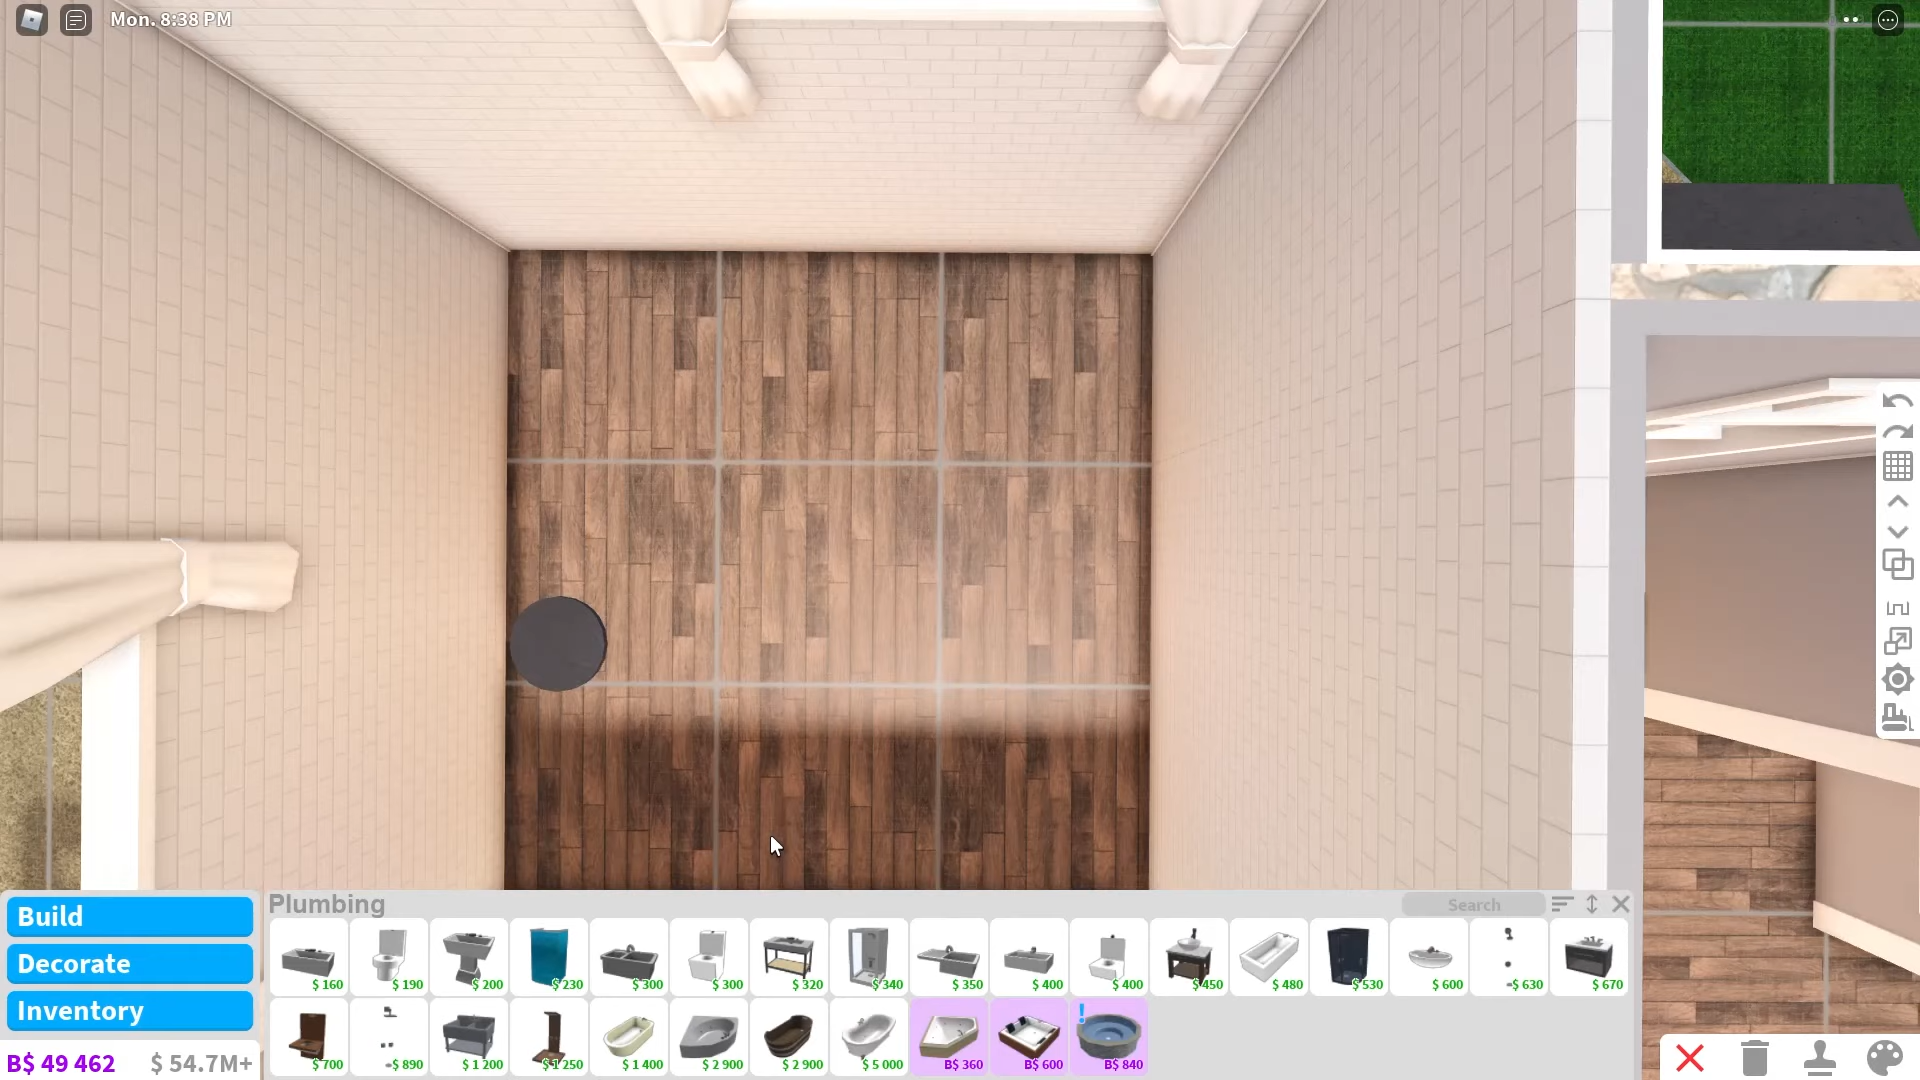 Mon. 8:38 PM
Build
Decorate
Inventory
B$ 49 462 $ 54.7M+
Plumbing
Search
$ 160 $ 190 $ 200 $ 230 $ 300 $ 300 $ 320 $ 340 $ 350 $ 400 $ 400 $ 450 $ 480 $ 530 $ 600 $ 630 $ 670
$ 700 $ 890 $ 1 200 $ 1 250 $ 1 400 $ 2 900 $ 2 900 $ 5 000 B$ 360 B$ 600 B$ 840